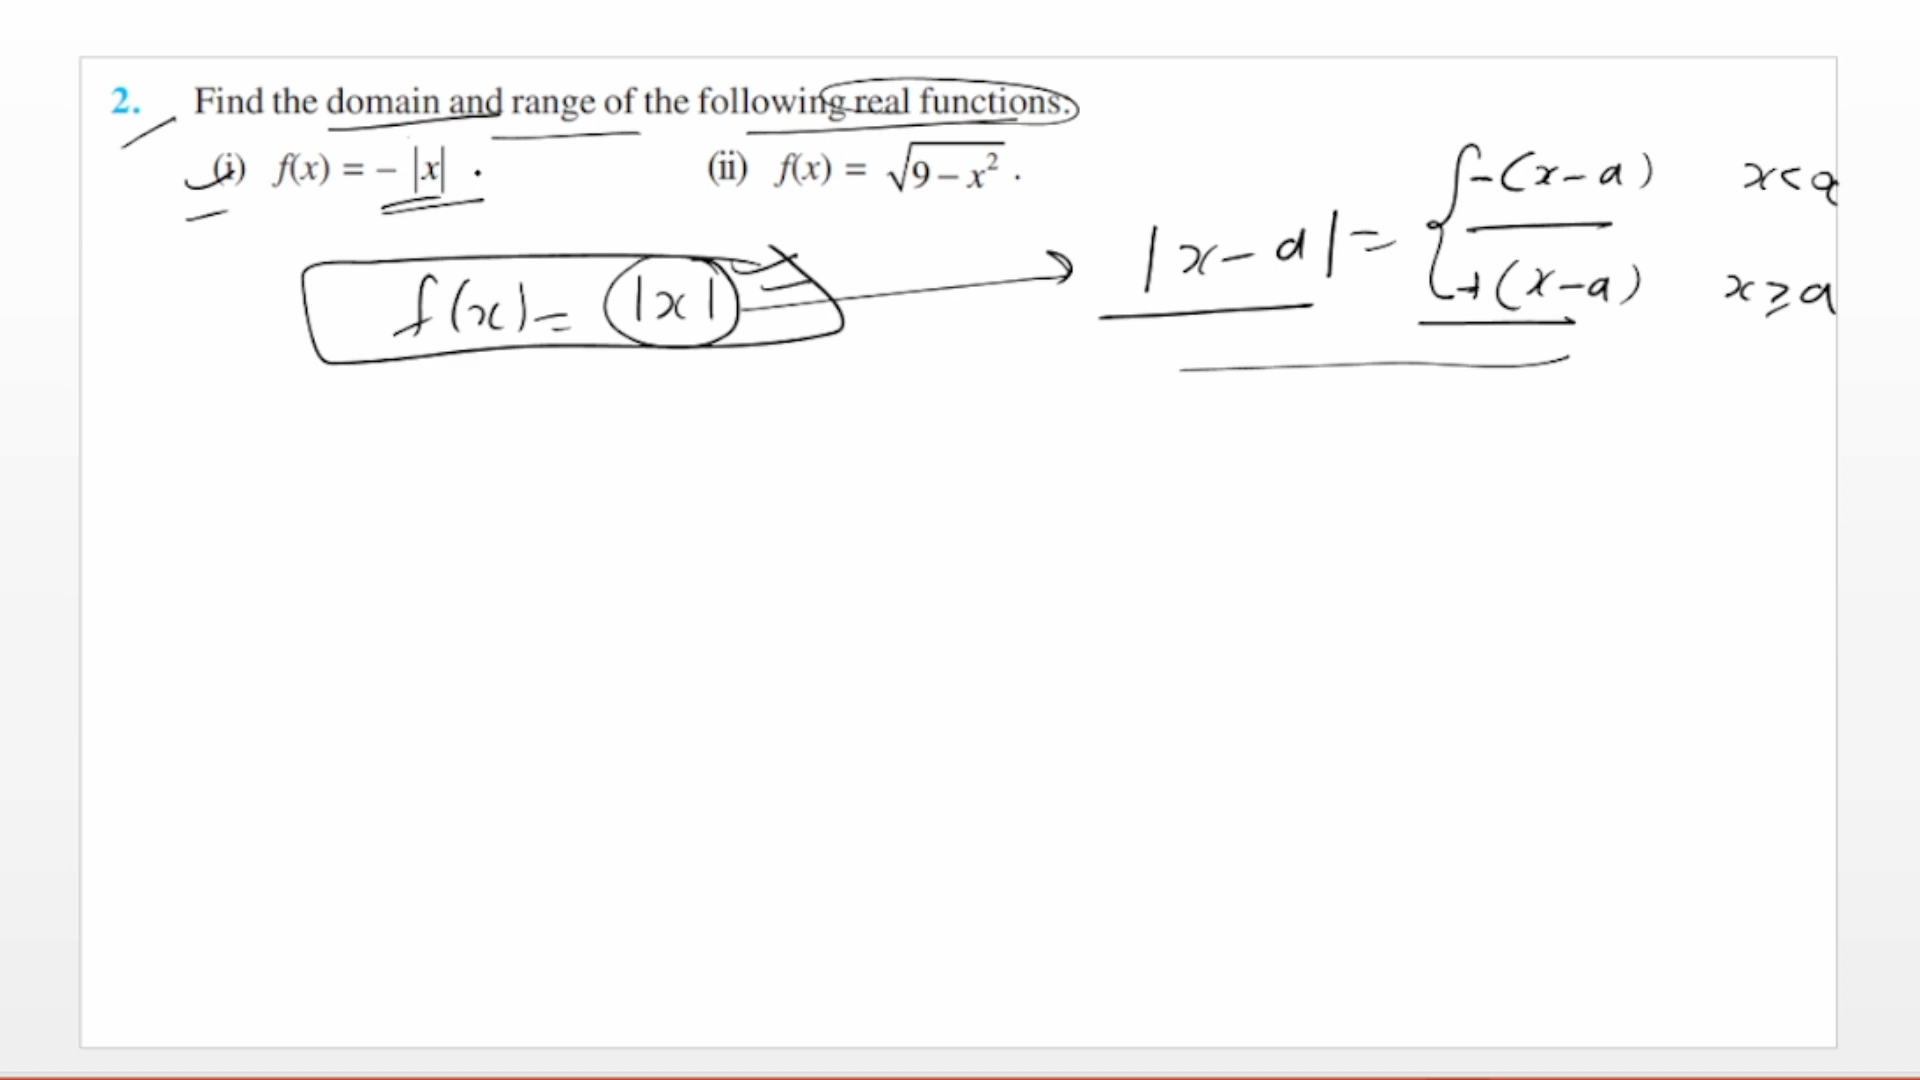 2. Find the domain and range of the following real functions.
(i) f(x) = – |x| . (ii) f(x) = √9 – x² .
f(x) = |x|
|x – a| = { –(x – a) x < a
+(x – a) x ≥ a